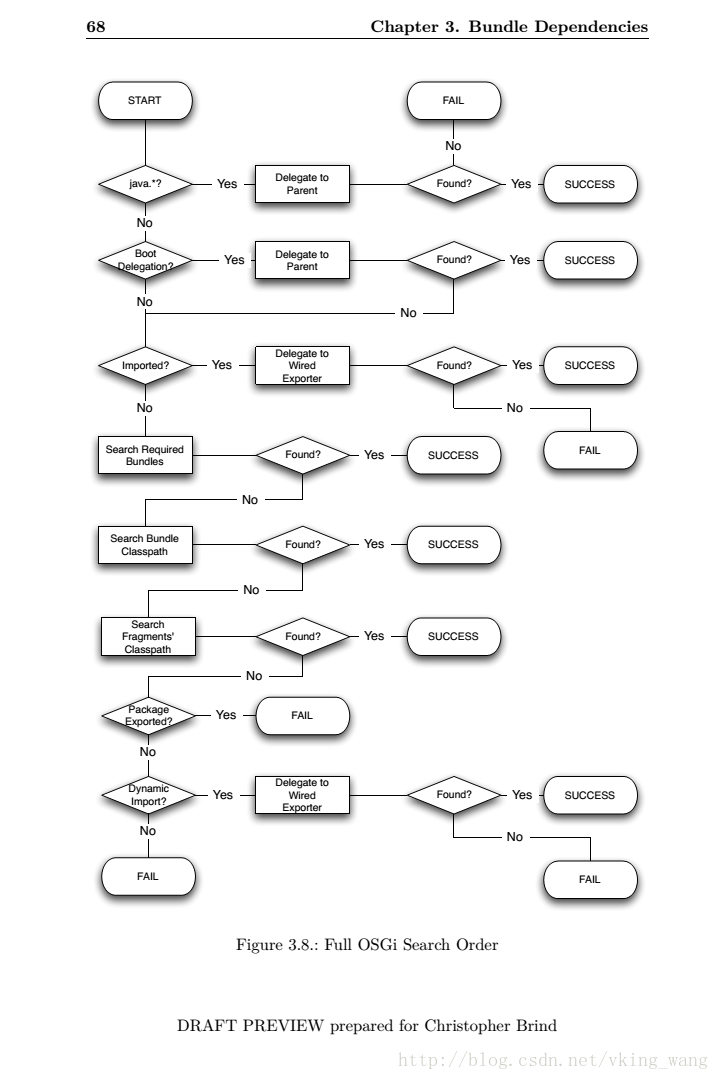 68 Chapter 3. Bundle Dependencies
START
FAIL
No
java.*?
Yes
Delegate to
Parent
Found?
Yes
SUCCESS
No
Boot
Delegation?
Yes
Delegate to
Parent
Found?
Yes
SUCCESS
No
No
Imported?
Yes
Delegate to
Wired
Exporter
Found?
Yes
SUCCESS
No
No
FAIL
Search Required
Bundles
Found?
Yes
SUCCESS
No
Search Bundle
Classpath
Found?
Yes
SUCCESS
No
Search
Fragments'
Classpath
Found?
Yes
SUCCESS
No
Package
Exported?
Yes
FAIL
No
Dynamic
Import?
Yes
Delegate to
Wired
Exporter
Found?
Yes
SUCCESS
No
No
FAIL
FAIL
Figure 3.8.: Full OSGi Search Order
DRAFT PREVIEW prepared for Christopher Brind
http://blog.csdn.net/vking_wang